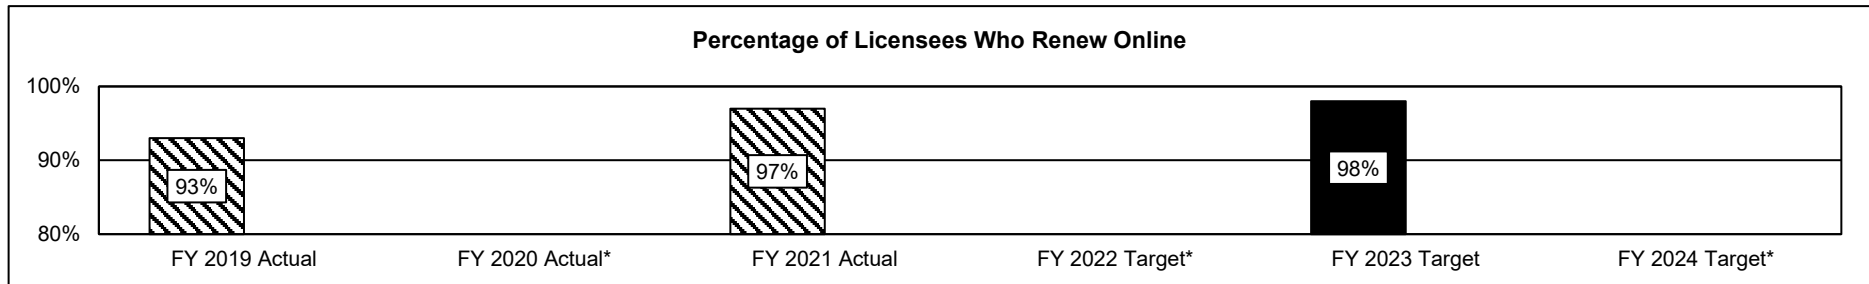 Percentage of Licensees Who Renew Online
100%
90%
80%
93%
97%
98%
FY 2019 Actual
FY 2020 Actual*
FY 2021 Actual
FY 2022 Target*
FY 2023 Target
FY 2024 Target*